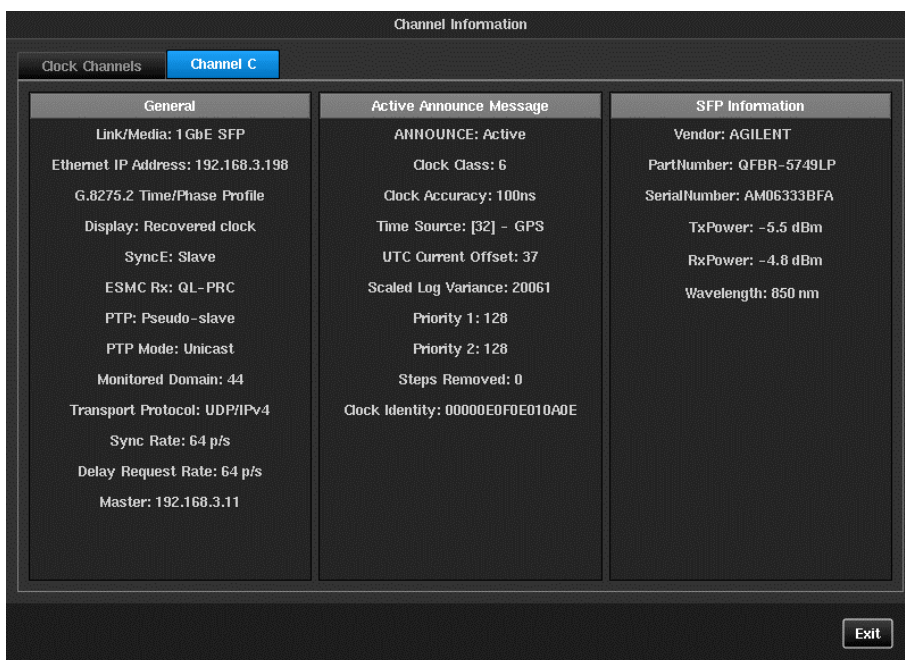 Channel Information
Clock Channels
Channel C
General
Link/Media: 1GbE SFP
Ethernet IP Address: 192.168.3.198
G.8275.2 Time/Phase Profile
Display: Recovered clock
SyncE: Slave
ESMC Rx: QL-PRC
PTP: Pseudo-slave
PTP Mode: Unicast
Monitored Domain: 44
Transport Protocol: UDP/IPv4
Sync Rate: 64 p/s
Delay Request Rate: 64 p/s
Master: 192.168.3.11
Active Announce Message
ANNOUNCE: Active
Clock Class: 6
Clock Accuracy: 100ns
Time Source: [32] - GPS
UTC Current Offset: 37
Scaled Log Variance: 20061
Priority 1: 128
Priority 2: 128
Steps Removed: 0
Clock Identity: 00000E0F0E010A0E
SFP Information
Vendor: AGILENT
PartNumber: QFBR-5749LP
SerialNumber: AM06333BFA
TxPower: -5.5 dBm
RxPower: -4.8 dBm
Wavelength: 850 nm
Exit